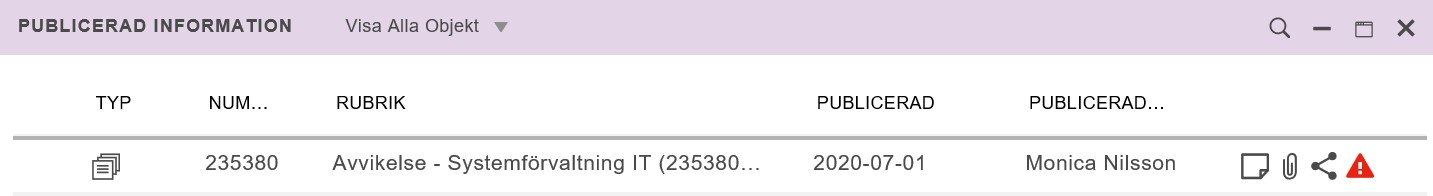 PUBLICERAD INFORMATION Visa Alla Objekt
TYP NUM... RUBRIK PUBLICERAD PUBLICERAD...
235380 Avvikelse - Systemförvaltning IT (235380... 2020-07-01 Monica Nilsson